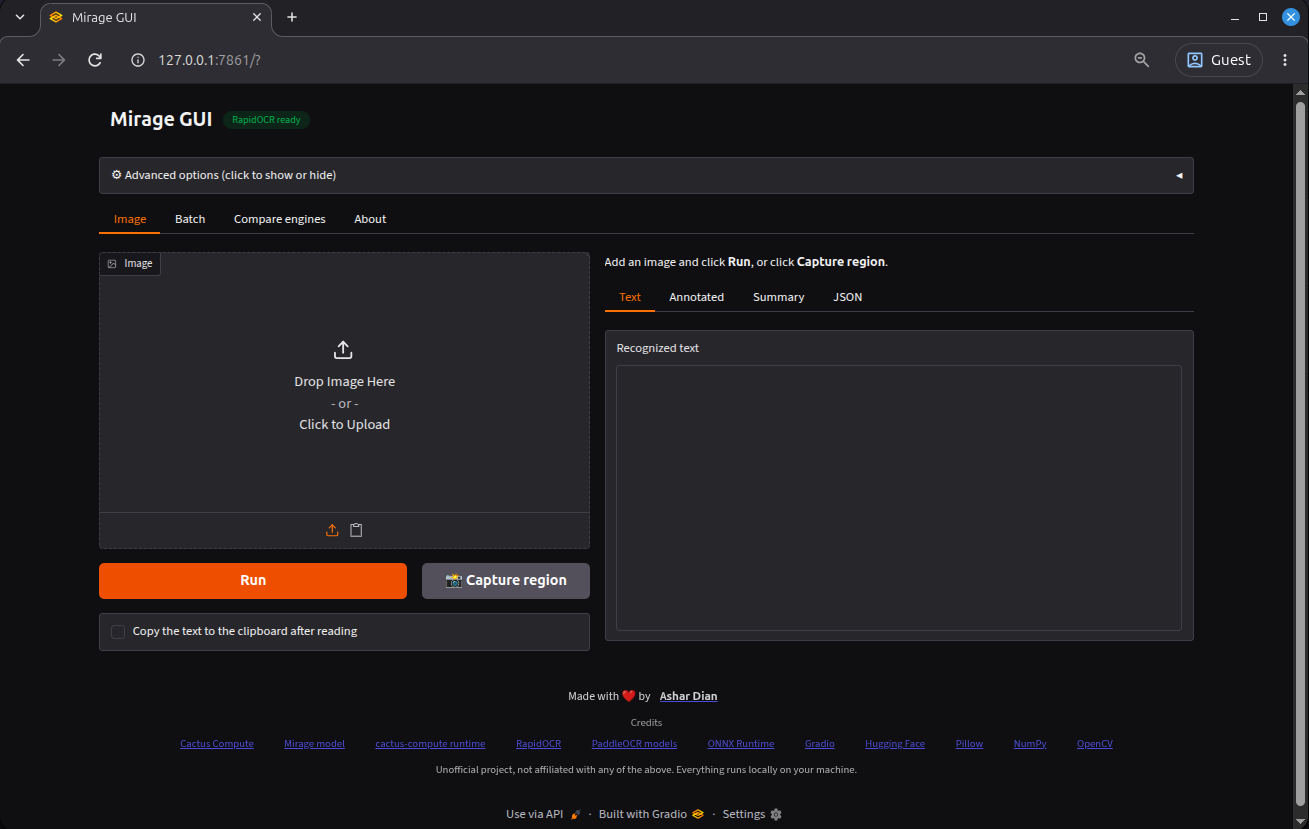 Mirage GUI
127.0.0.1:7861/?
Guest
Mirage GUI
RapidOCR ready
⚙ Advanced options (click to show or hide)
Image
Batch
Compare engines
About
Image
Drop Image Here
- or -
Click to Upload
Run
📸 Capture region
Copy the text to the clipboard after reading
Add an image and click Run, or click Capture region.
Text
Annotated
Summary
JSON
Recognized text
Made with ❤️ by Ashar Dian
Credits
Cactus Compute
Mirage model
cactus-compute runtime
RapidOCR
PaddleOCR models
ONNX Runtime
Gradio
Hugging Face
Pillow
NumPy
OpenCV
Unofficial project, not affiliated with any of the above. Everything runs locally on your machine.
Use via API · Built with Gradio · Settings